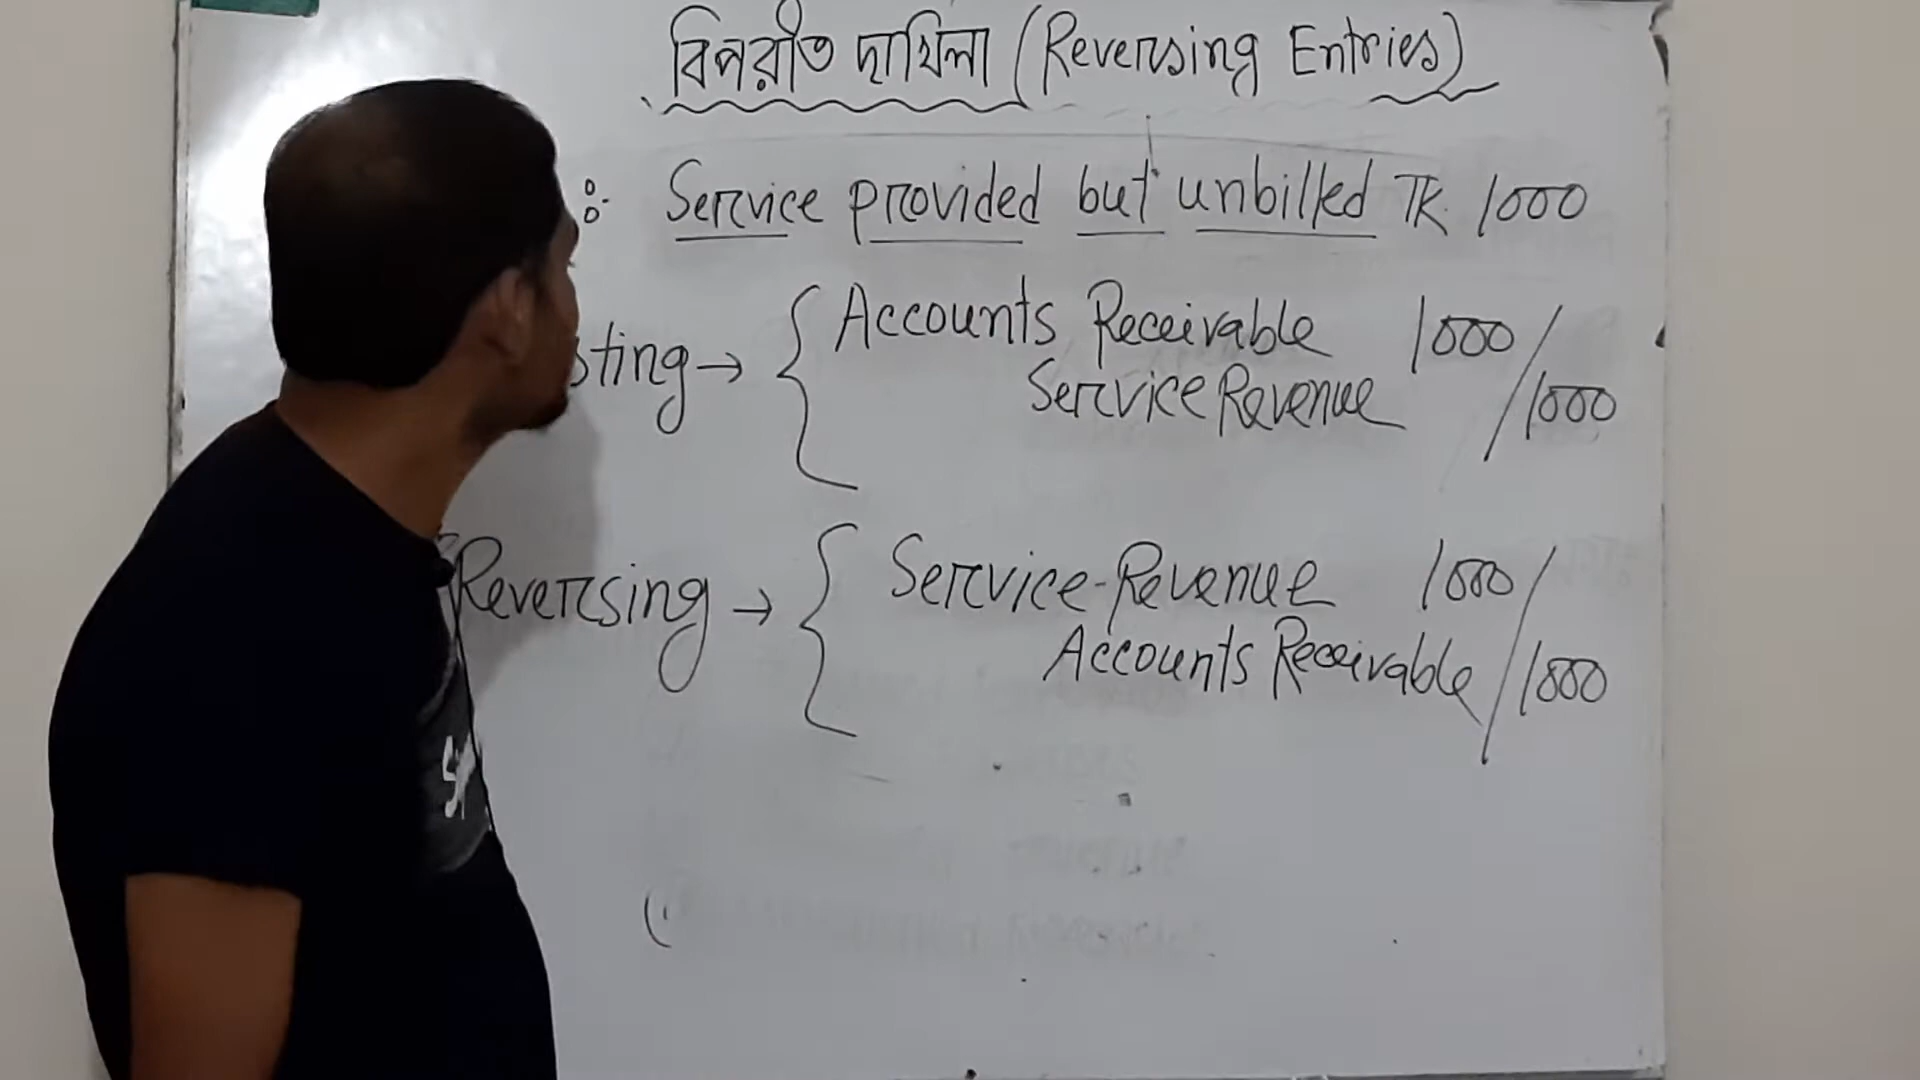 বিপরীত দাখিলা (Reversing Entries)
: Service provided but unbilled TK. 1000
sting → { Accounts Receivable 1000 /
Service Revenue / 1000
Reversing → { Service-Revenue 1000 /
Accounts Receivable / 1000